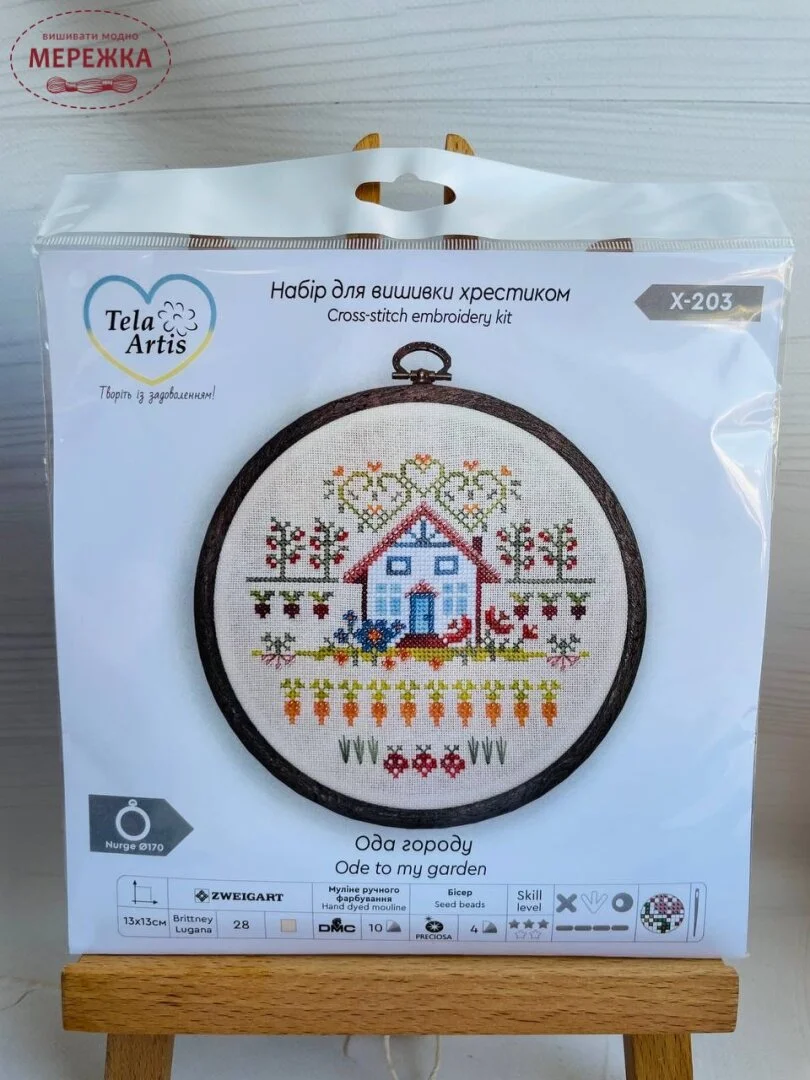 вишивати модно
МЕРЕЖКА
Tela
Artis
Творіть із задоволенням!
Набір для вишивки хрестиком
Cross-stitch embroidery kit
X-203
Nurge Ø170
Ода городу
Ode to my garden
13х13см
ZWEIGART
Brittney
Lugana
28
Муліне ручного
фарбування
Hand dyed mouline
DMC
10
Бісер
Seed beads
PRECIOSA
4
Skill
level